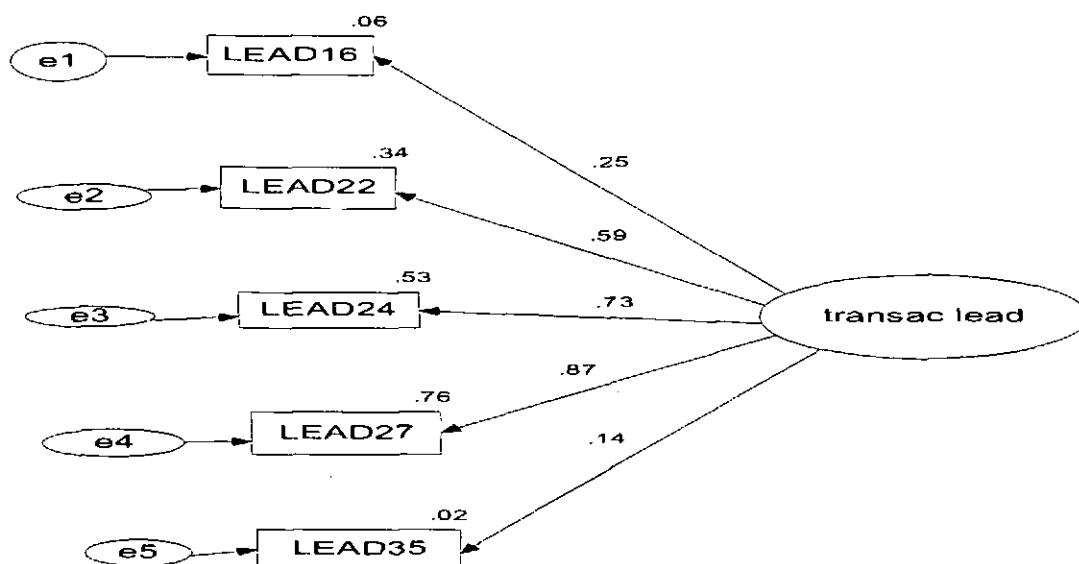 .06
e1
LEAD16
.25
.34
e2
LEAD22
.59
.53
e3
LEAD24
.73
transac lead
.87
.76
e4
LEAD27
.14
.02
e5
LEAD35